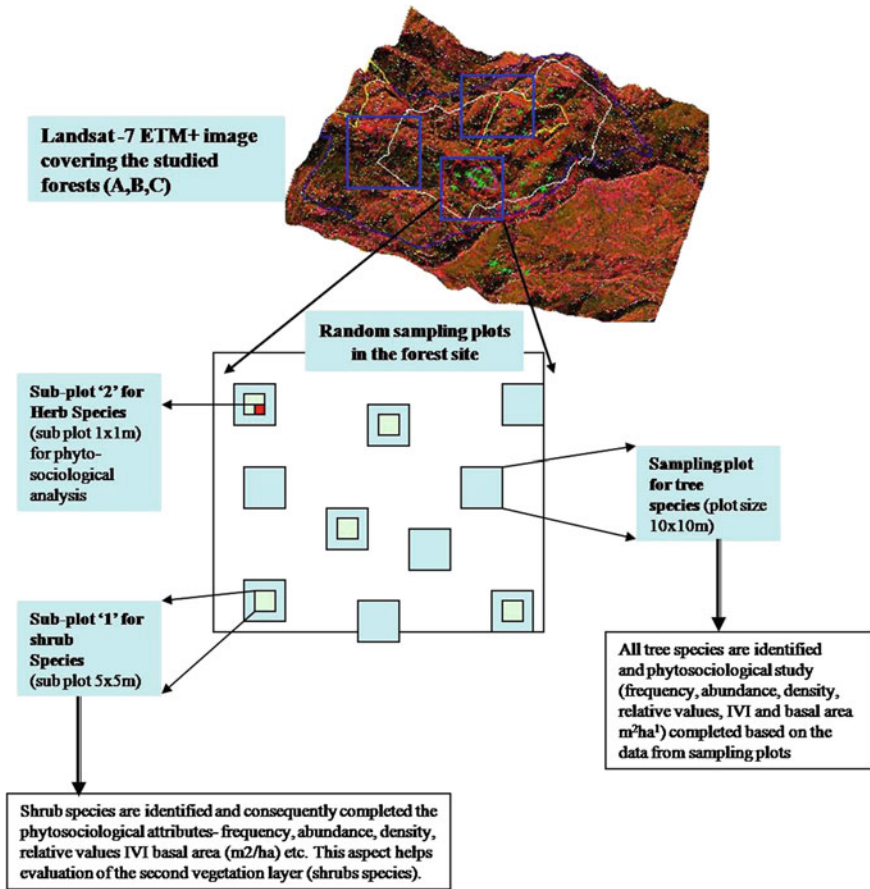 Landsat -7 ETM+ image
covering the studied
forests (A,B,C)
Random sampling plots
in the forest site
Sub-plot ‘2’ for
Herb Species
(sub plot 1x1m)
for phyto-
sociological
analysis
Sampling plot
for tree
species (plot size
10x10m)
Sub-plot ‘1’ for
shrub
Species
(sub plot 5x5m)
All tree species are identified
and phytosociological study
(frequency, abundance, density,
relative values, IVI and basal area
m²ha¹) completed based on the
data from sampling plots
Shrub species are identified and consequently completed the
phytosociological attributes- frequency, abundance, density,
relative values IVI basal area (m2/ha) etc. This aspect helps
evaluation of the second vegetation layer (shrubs species).